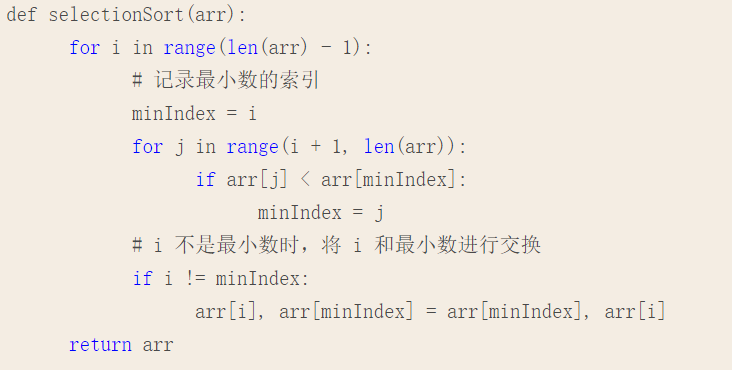 def selectionSort(arr):
    for i in range(len(arr) - 1):
        # 记录最小数的索引
        minIndex = i
        for j in range(i + 1, len(arr)):
            if arr[j] < arr[minIndex]:
                minIndex = j
        # i 不是最小数时，将 i 和最小数进行交换
        if i != minIndex:
            arr[i], arr[minIndex] = arr[minIndex], arr[i]
    return arr